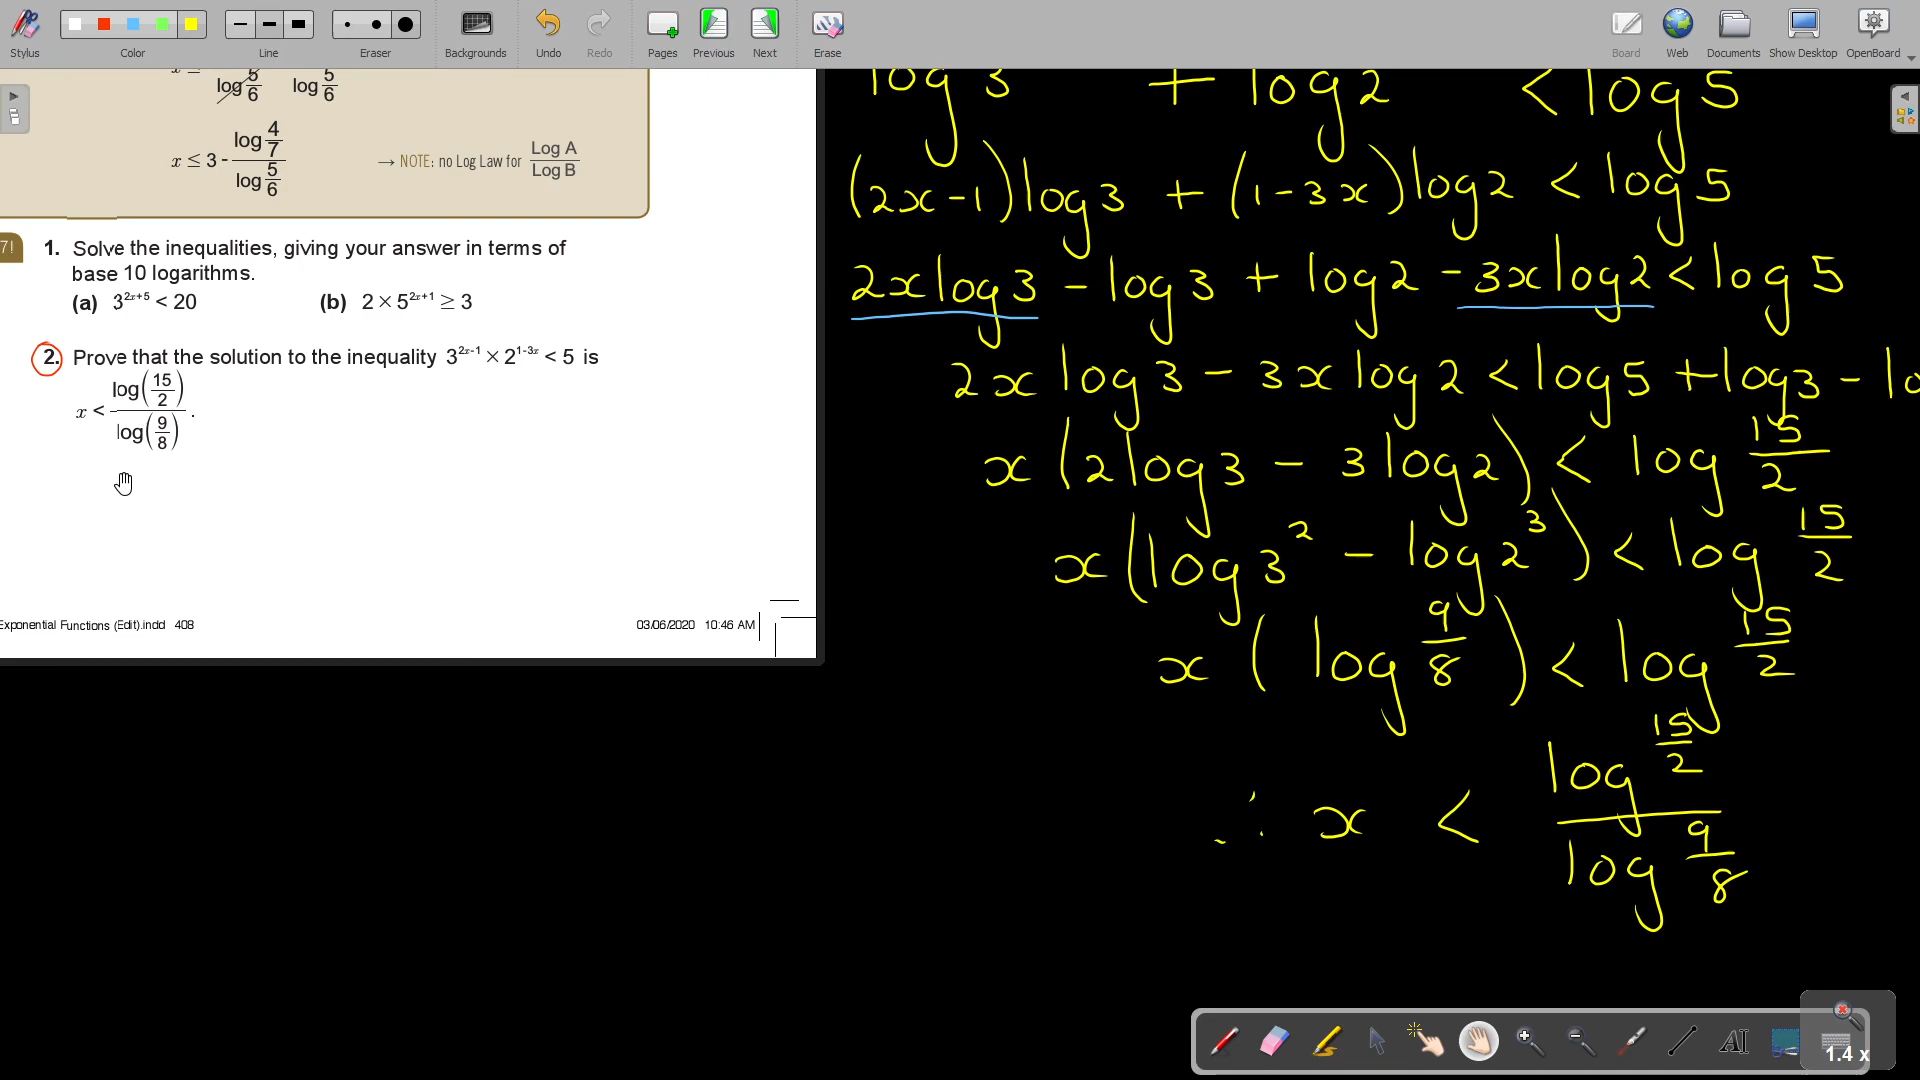 Stylus Color Line Eraser Backgrounds Undo Redo Pages Previous Next Erase Board Web Documents Show Desktop OpenBoard
log 5/6 log 5/6
x ≤ 3 - log 4/7 / log 5/6 → NOTE: no Log Law for Log A / Log B
7!
1. Solve the inequalities, giving your answer in terms of
base 10 logarithms.
(a) 3^{2x+5} < 20 (b) 2 × 5^{2x+1} ≥ 3
2. Prove that the solution to the inequality 3^{2x-1} × 2^{1-3x} < 5 is
x < log(15/2) / log(9/8) .
Exponential Functions (Edit).indd 408 03/06/2020 10:46 AM
log 3 + log 2 < log 5
(2x-1) log 3 + (1-3x) log 2 < log 5
2x log 3 - log 3 + log 2 - 3x log 2 < log 5
2x log 3 - 3x log 2 < log 5 + log 3 - lo
x (2 log 3 - 3 log 2) < log 15/2
x (log 3² - log 2³) < log 15/2
x ( log 9/8 ) < log 15/2
∴ x < log 15/2 / log 9/8
1.4 x